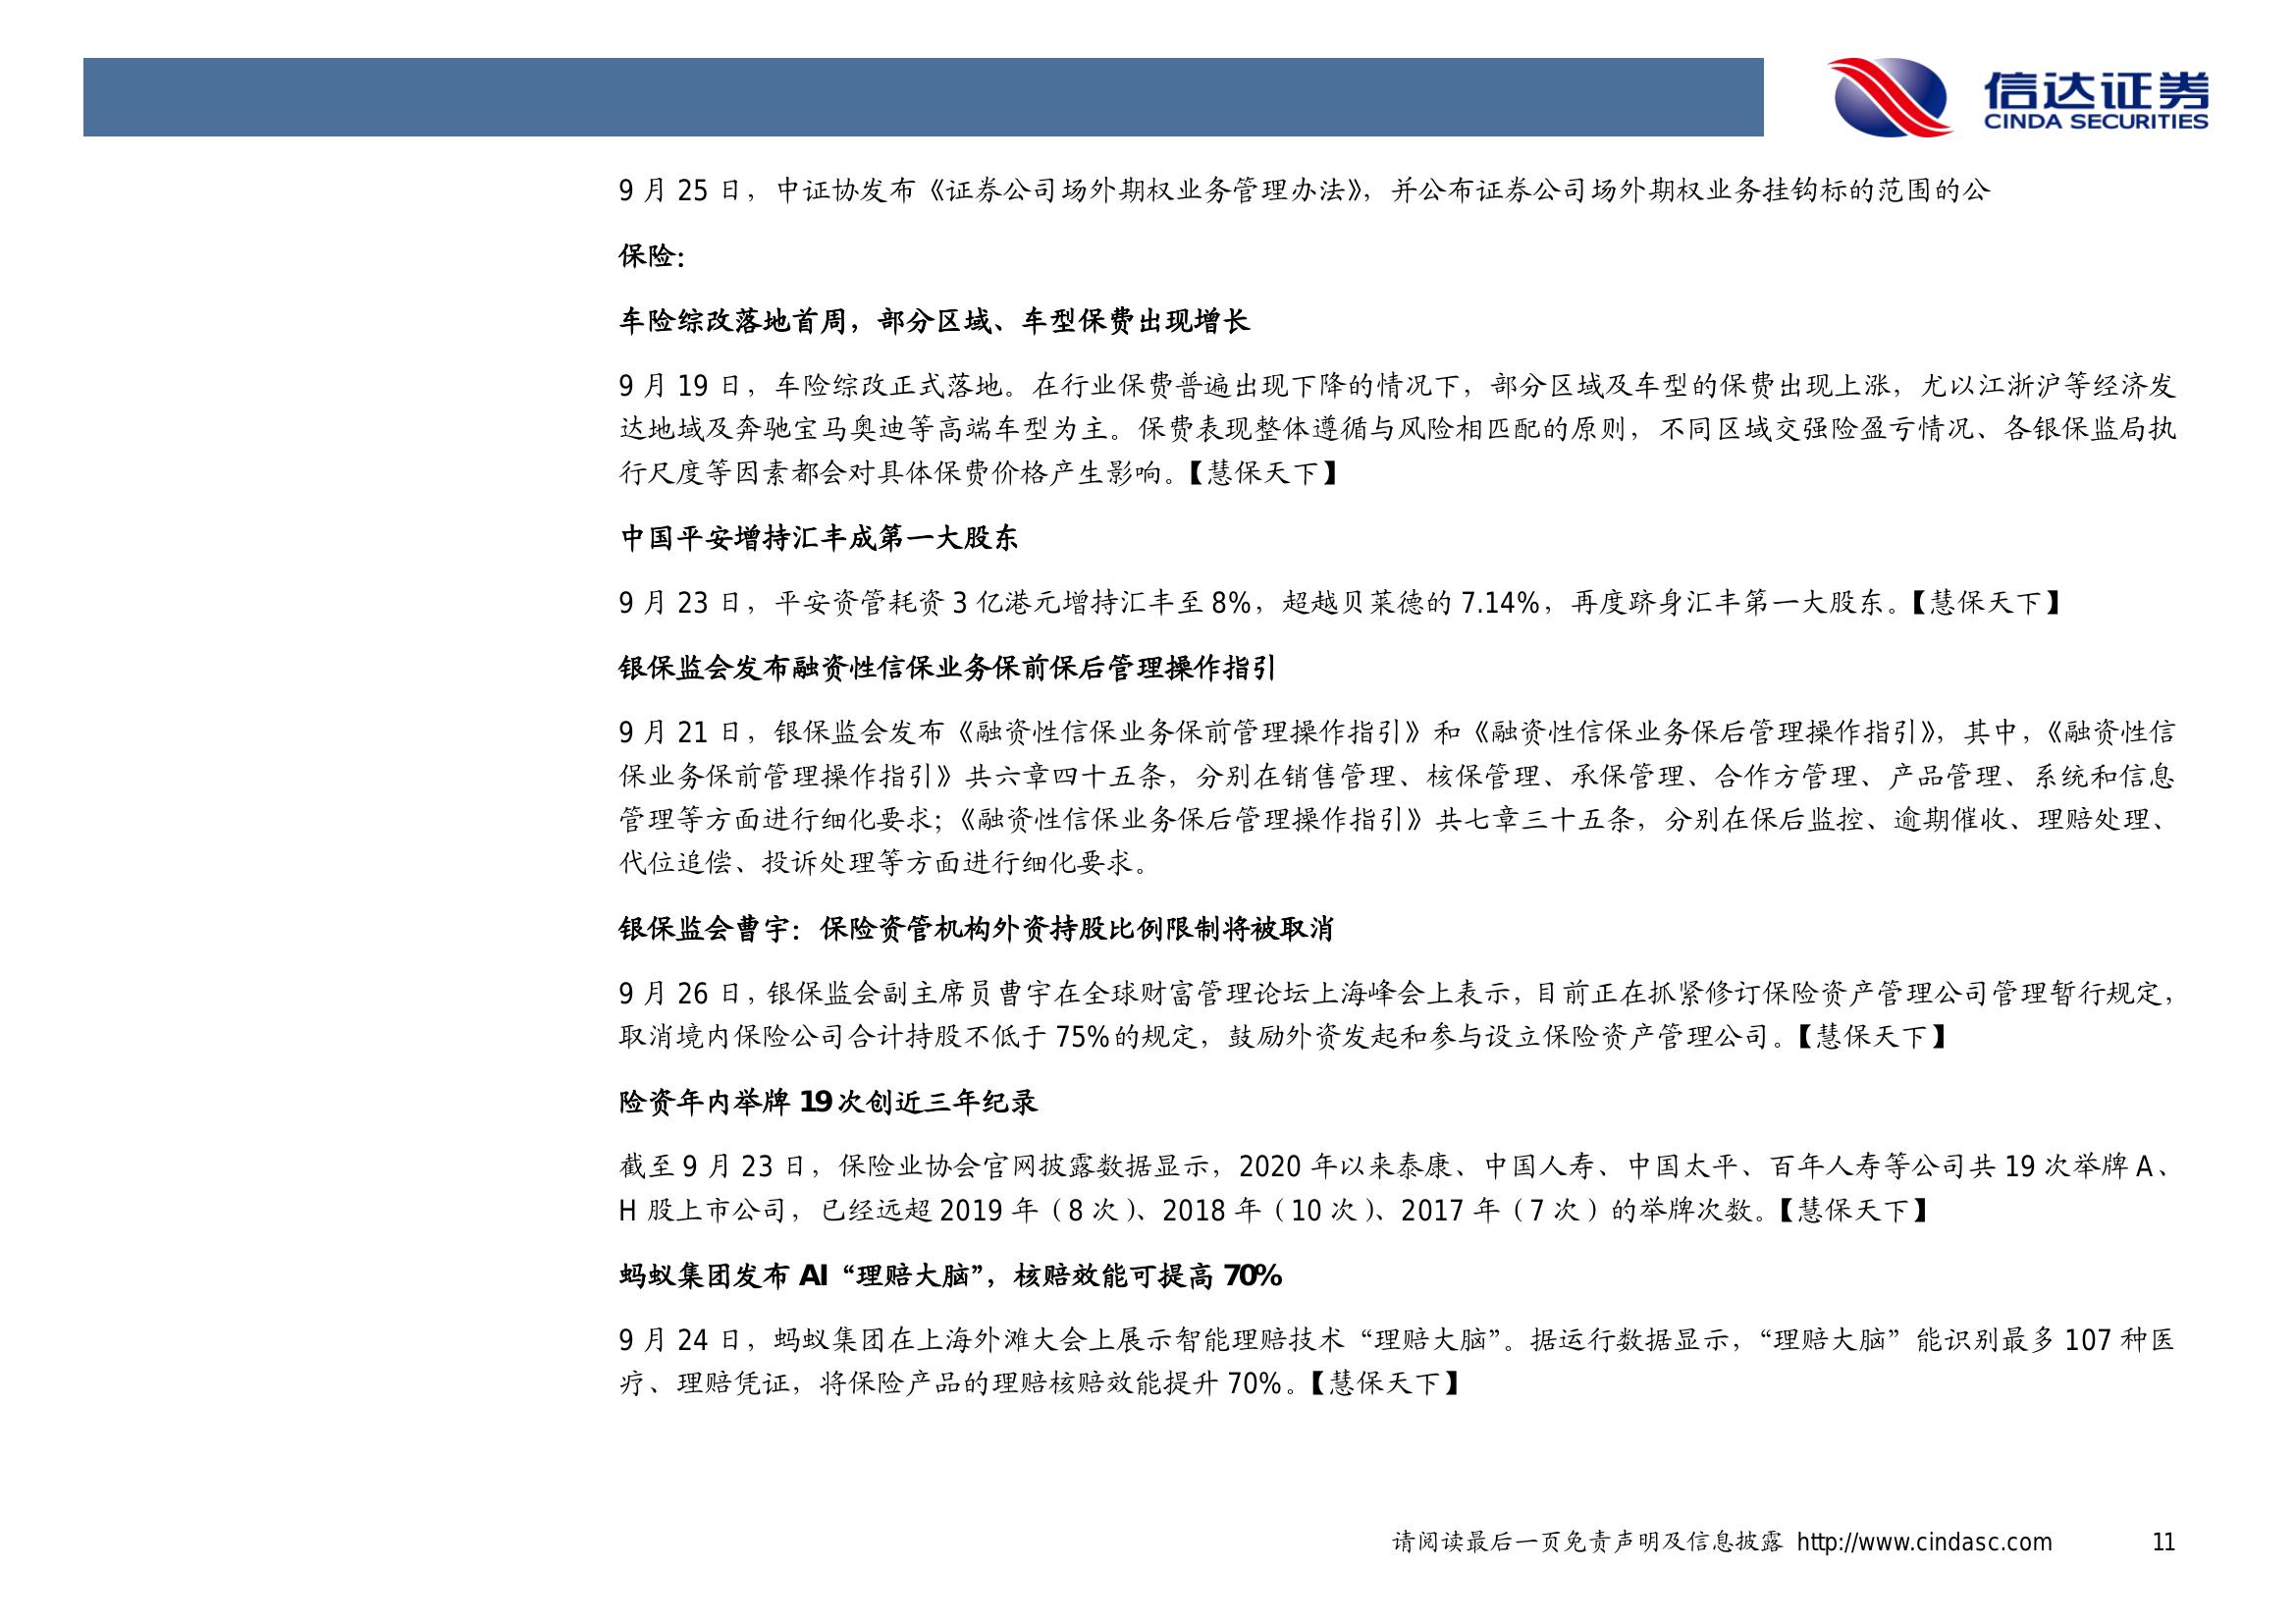 信达证券
CINDA SECURITIES
9 月 25 日，中证协发布《证券公司场外期权业务管理办法》，并公布证券公司场外期权业务挂钩标的范围的公
保险：
车险综改落地首周，部分区域、车型保费出现增长
9 月 19 日，车险综改正式落地。在行业保费普遍出现下降的情况下，部分区域及车型的保费出现上涨，尤以江浙沪等经济发
达地域及奔驰宝马奥迪等高端车型为主。保费表现整体遵循与风险相匹配的原则，不同区域交强险盈亏情况、各银保监局执
行尺度等因素都会对具体保费价格产生影响。【慧保天下】
中国平安增持汇丰成第一大股东
9 月 23 日，平安资管耗资 3 亿港元增持汇丰至 8%，超越贝莱德的 7.14%，再度跻身汇丰第一大股东。【慧保天下】
银保监会发布融资性信保业务保前保后管理操作指引
9 月 21 日，银保监会发布《融资性信保业务保前管理操作指引》和《融资性信保业务保后管理操作指引》，其中，《融资性信
保业务保前管理操作指引》共六章四十五条，分别在销售管理、核保管理、承保管理、合作方管理、产品管理、系统和信息
管理等方面进行细化要求；《融资性信保业务保后管理操作指引》共七章三十五条，分别在保后监控、逾期催收、理赔处理、
代位追偿、投诉处理等方面进行细化要求。
银保监会曹宇：保险资管机构外资持股比例限制将被取消
9 月 26 日，银保监会副主席员曹宇在全球财富管理论坛上海峰会上表示，目前正在抓紧修订保险资产管理公司管理暂行规定，
取消境内保险公司合计持股不低于 75%的规定，鼓励外资发起和参与设立保险资产管理公司。【慧保天下】
险资年内举牌 19 次创近三年纪录
截至 9 月 23 日，保险业协会官网披露数据显示，2020 年以来泰康、中国人寿、中国太平、百年人寿等公司共 19 次举牌 A、
H 股上市公司，已经远超 2019 年（8 次）、2018 年（10 次）、2017 年（7 次）的举牌次数。【慧保天下】
蚂蚁集团发布 AI“理赔大脑”，核赔效能可提高 70%
9 月 24 日，蚂蚁集团在上海外滩大会上展示智能理赔技术“理赔大脑”。据运行数据显示，“理赔大脑”能识别最多 107 种医
疗、理赔凭证，将保险产品的理赔核赔效能提升 70%。【慧保天下】
请阅读最后一页免责声明及信息披露 http://www.cindasc.com 11